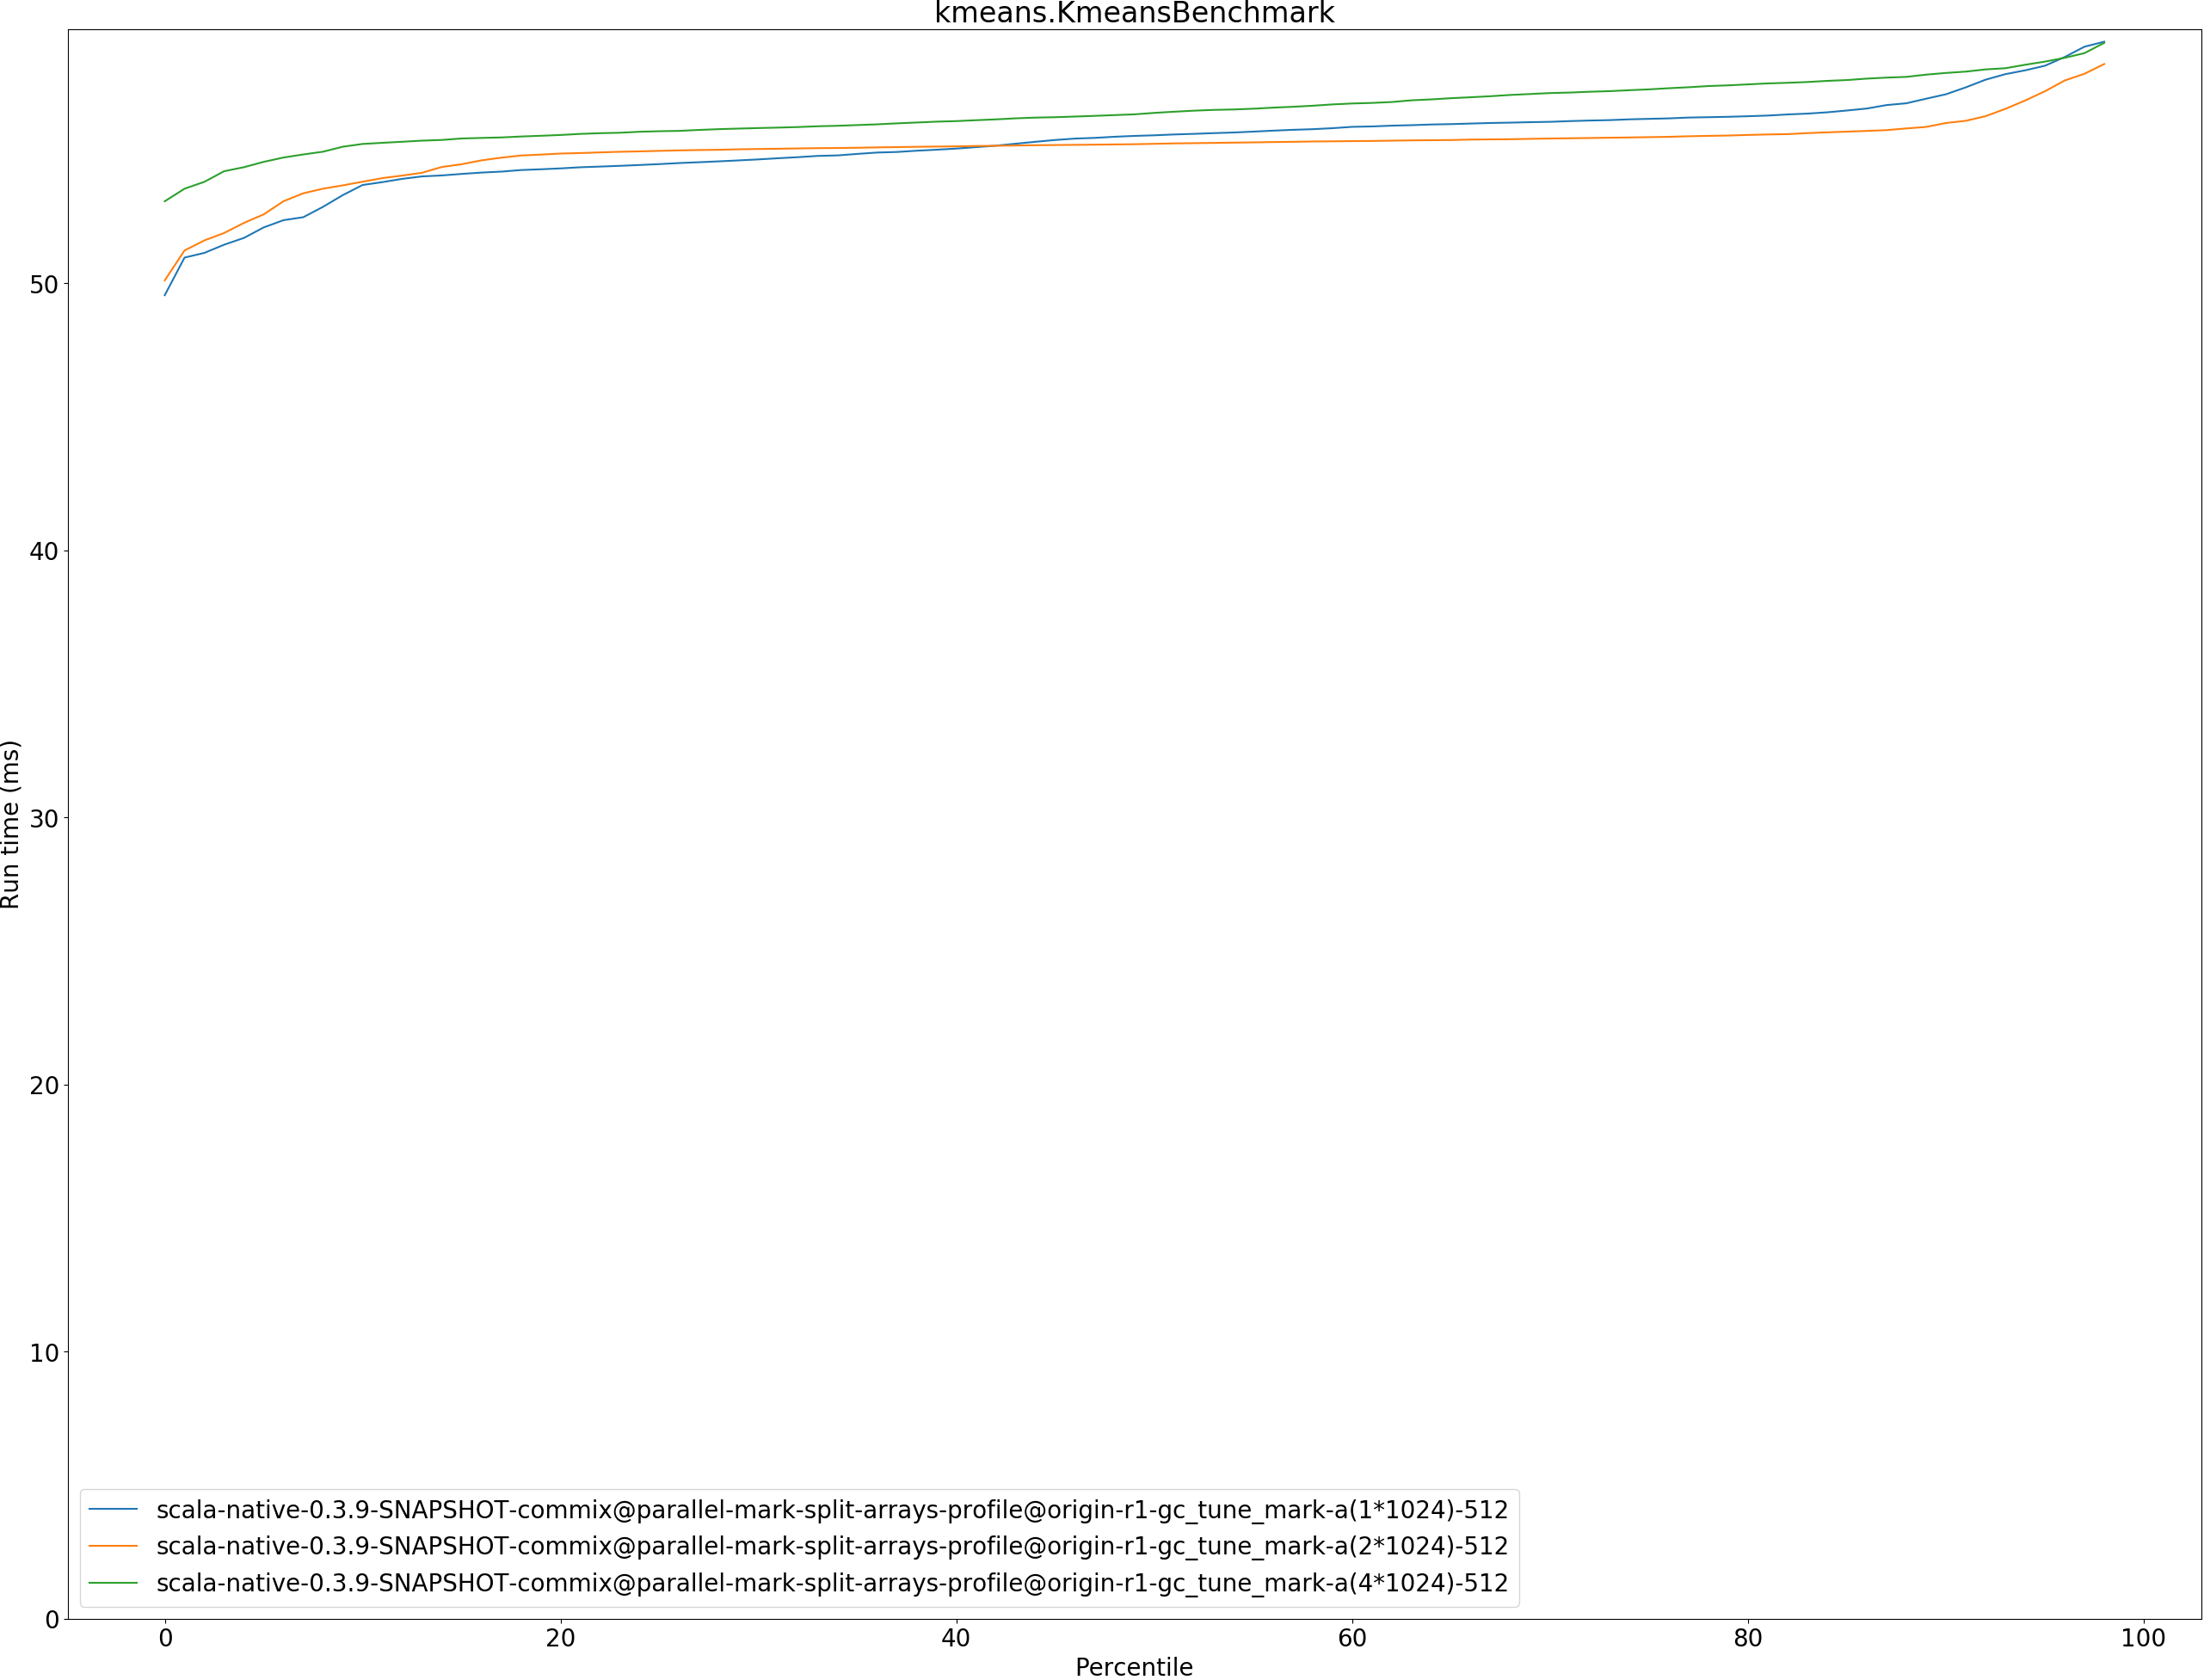 kmeans.KmeansBenchmark
Run time (ms)
50
40
30
20
10
0
scala-native-0.3.9-SNAPSHOT-commix@parallel-mark-split-arrays-profile@origin-r1-gc_tune_mark-a(1*1024)-512
scala-native-0.3.9-SNAPSHOT-commix@parallel-mark-split-arrays-profile@origin-r1-gc_tune_mark-a(2*1024)-512
scala-native-0.3.9-SNAPSHOT-commix@parallel-mark-split-arrays-profile@origin-r1-gc_tune_mark-a(4*1024)-512
0 20 40 60 80 100
Percentile